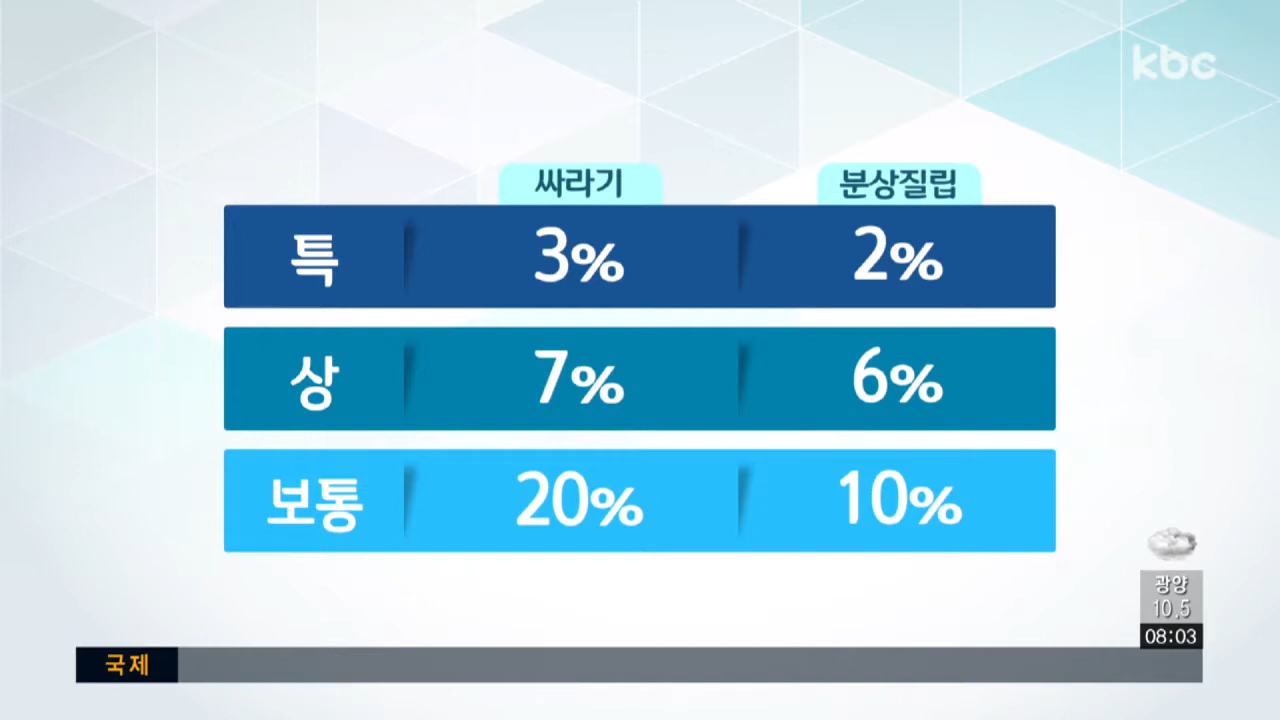 kbc
싸라기 분상질립
특 3% 2%
상 7% 6%
보통 20% 10%
광양
10.5
08:03
국제